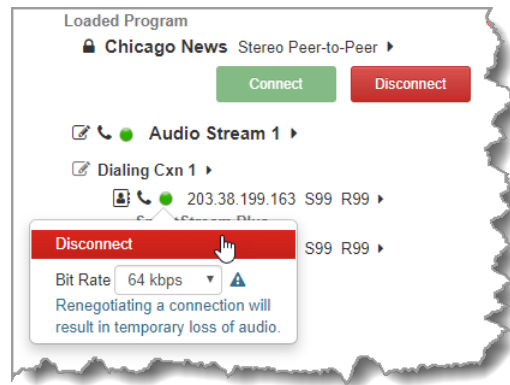 Loaded Program
Chicago News Stereo Peer-to-Peer
Connect Disconnect
Audio Stream 1
Dialing Cxn 1
203.38.199.163 S99 R99
SmartStream Plus
Disconnect
S99 R99
Bit Rate 64 kbps
Renegotiating a connection will
result in temporary loss of audio.